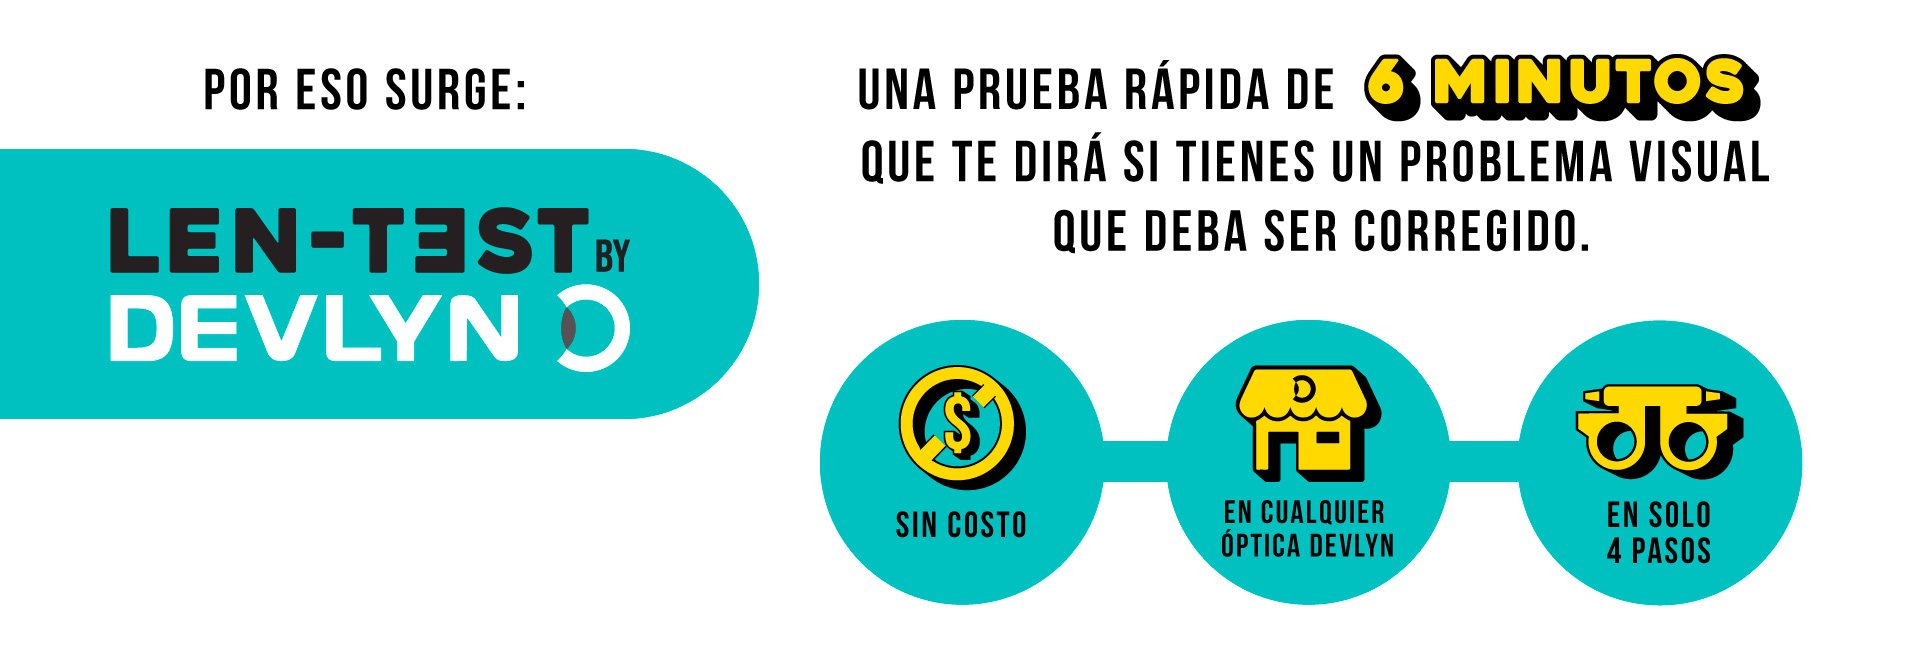 POR ESO SURGE:
LEN-TEST BY
DEVLYN
UNA PRUEBA RÁPIDA DE 6 MINUTOS
QUE TE DIRÁ SI TIENES UN PROBLEMA VISUAL
QUE DEBA SER CORREGIDO.
$
SIN COSTO
EN CUALQUIER
ÓPTICA DEVLYN
EN SOLO
4 PASOS